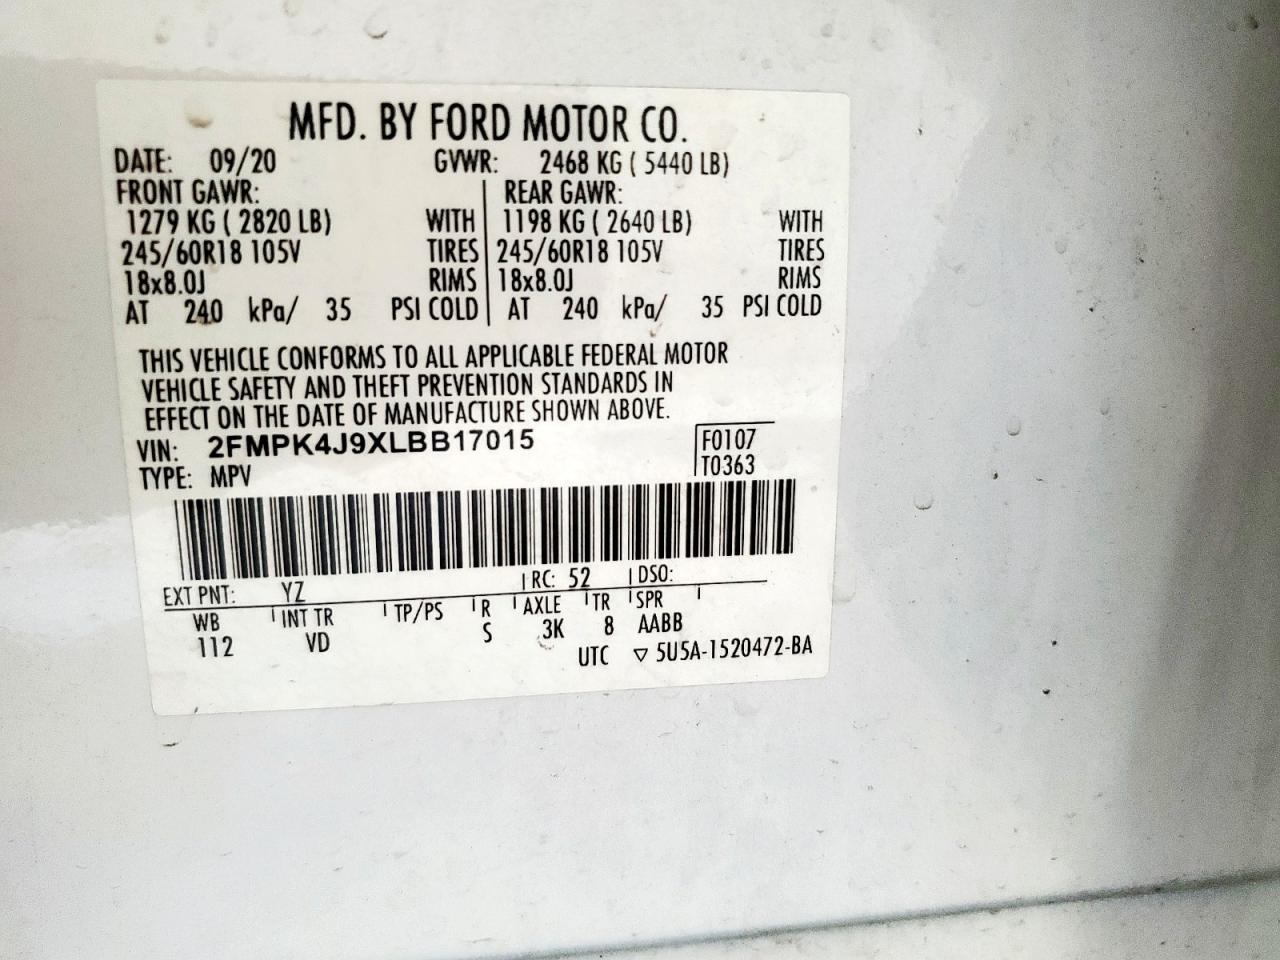 MFD. BY FORD MOTOR CO.
DATE: 09/20 GVWR: 2468 KG ( 5440 LB)
FRONT GAWR: REAR GAWR:
1279 KG ( 2820 LB) WITH 1198 KG ( 2640 LB) WITH
245/60R18 105V TIRES 245/60R18 105V TIRES
18x8.0J RIMS 18x8.0J RIMS
AT 240 kPa/ 35 PSI COLD AT 240 kPa/ 35 PSI COLD
THIS VEHICLE CONFORMS TO ALL APPLICABLE FEDERAL MOTOR
VEHICLE SAFETY AND THEFT PREVENTION STANDARDS IN
EFFECT ON THE DATE OF MANUFACTURE SHOWN ABOVE.
VIN: 2FMPK4J9XLBB17015 F0107
TYPE: MPV T0363
EXT PNT: YZ RC: 52 DSO:
WB INT TR TP/PS R AXLE TR SPR
112 VD S 3K 8 AABB
UTC ▽ 5U5A-1520472-BA